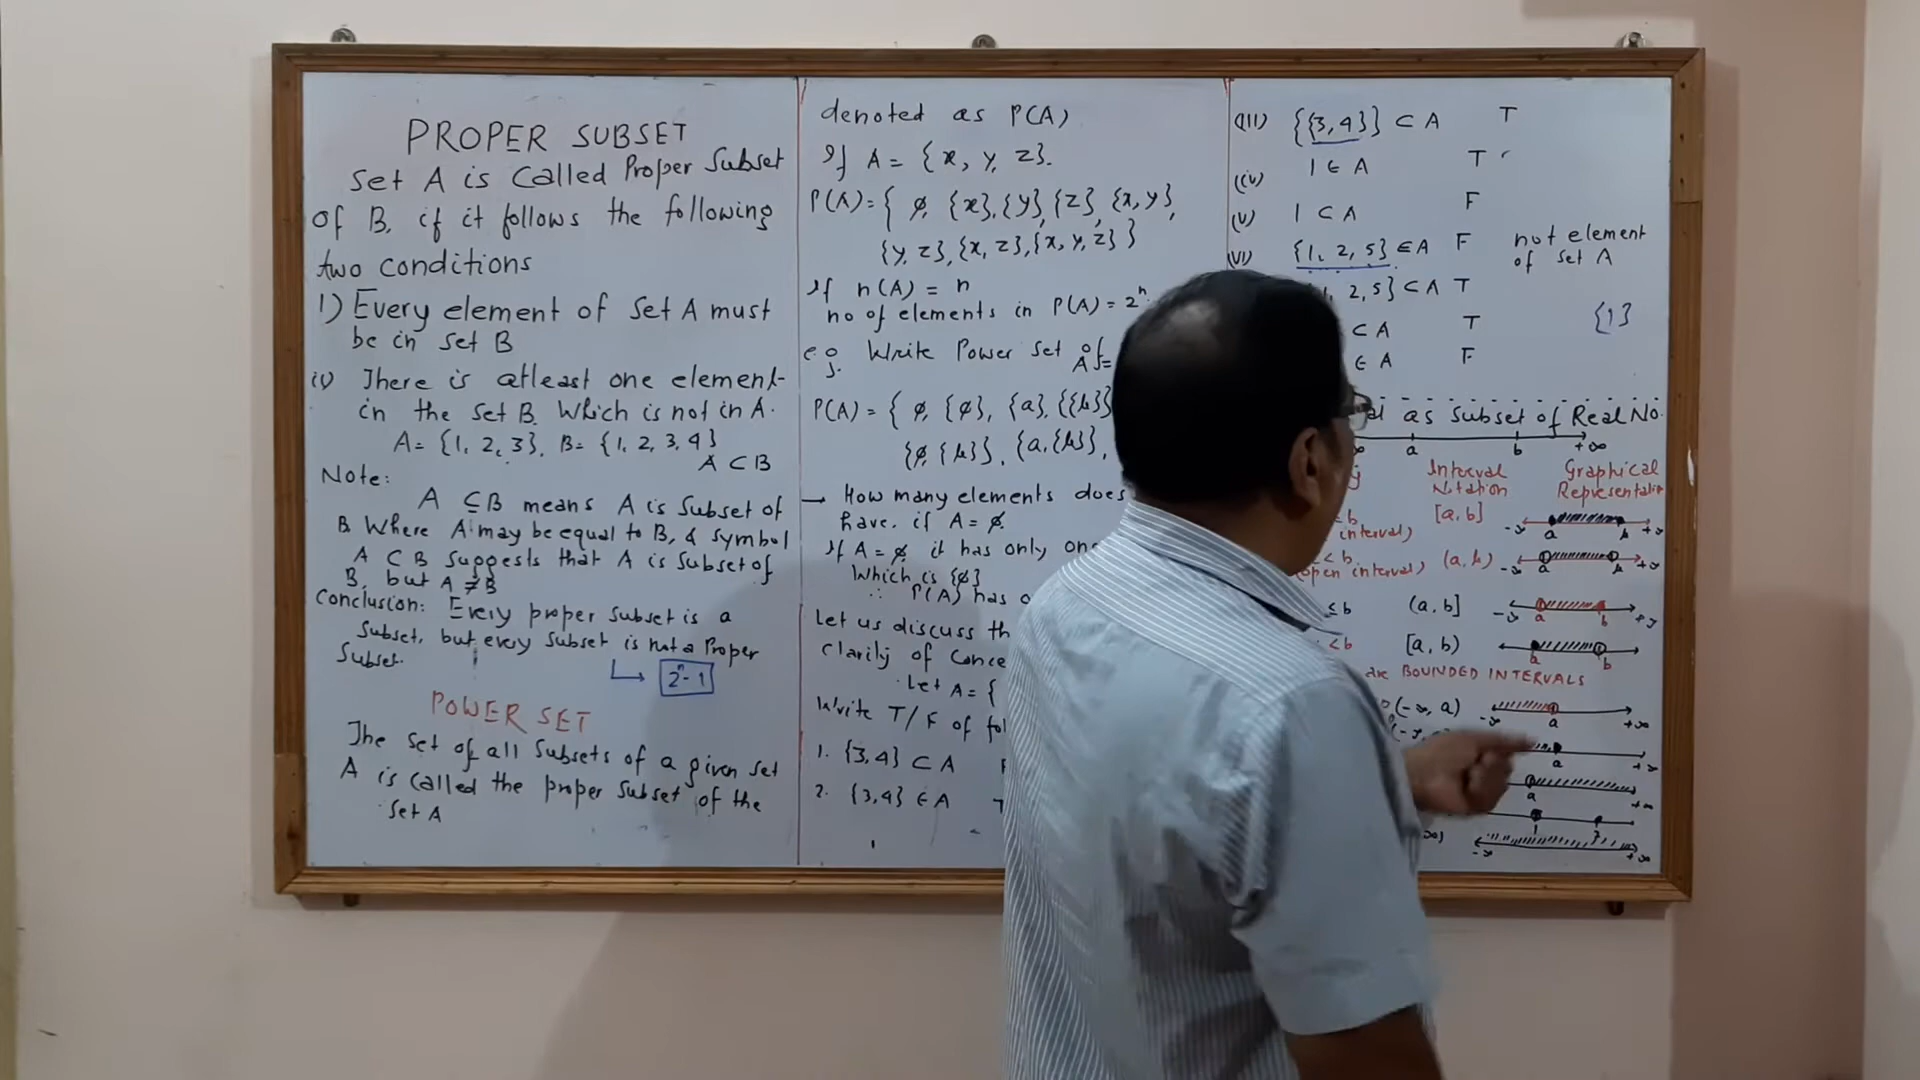 PROPER SUBSET
Set A is called Proper Subset
of B, if it follows the following
two conditions
1) Every element of Set A must
be in Set B
There is atleast one element
in the set B. Which is not in A.
A = {1, 2, 3}, B = {1, 2, 3, 4}
A ⊂ B
Note:
A ⊆ B means A is Subset of
B Where A may be equal to B, & symbol
A ⊂ B Suggests that A is Subset of
B, but A ≠ B
Conclusion: Every proper subset is a
Subset, but every subset is not a Proper
Subset.
2ⁿ - 1
POWER SET
The Set of all Subsets of a given set
A is called the proper subset of the
Set A
denoted as P(A)
If A = {x, y, z}.
P(A) = { φ, {x}, {y}, {z}, {x, y},
{y, z}, {x, z}, {x, y, z} }
If n(A) = n
no of elements in P(A) = 2ⁿ.
e.g. Write Power set of
A =
P(A) = { φ, {φ}, {a}, {{b}}
{φ, {b}}, {a, {b}},
→ How many elements does
have. if A = φ.
If A = φ, it has only
Which is {φ}
∴ P(A) has
Let us discuss
clarity of
Let A = {
Write T/F of
1. {3, 4} ⊂ A
2. {3, 4} ∈ A
(III) {{3, 4}} ⊂ A T
(iv) 1 ∈ A T
(v) 1 ⊂ A F
(VI) {1, 2, 5} ∈ A F not element
of set A
2, 5} ⊂ A T
{1}
⊂ A T
∈ A F
as Subset of Real No.
a b +∞
Interval
Notation
Graphical
Representation
≤ b [a, b] -∞ a b +∞
interval)
< b (a, b) -∞ a b +∞
(open interval)
≤ b (a, b] -∞ a b +∞
< b [a, b) a b
are BOUNDED INTERVALS
(-∞, a) -∞ a +∞
a +∞
a +∞
1 3
∞) -∞ +∞